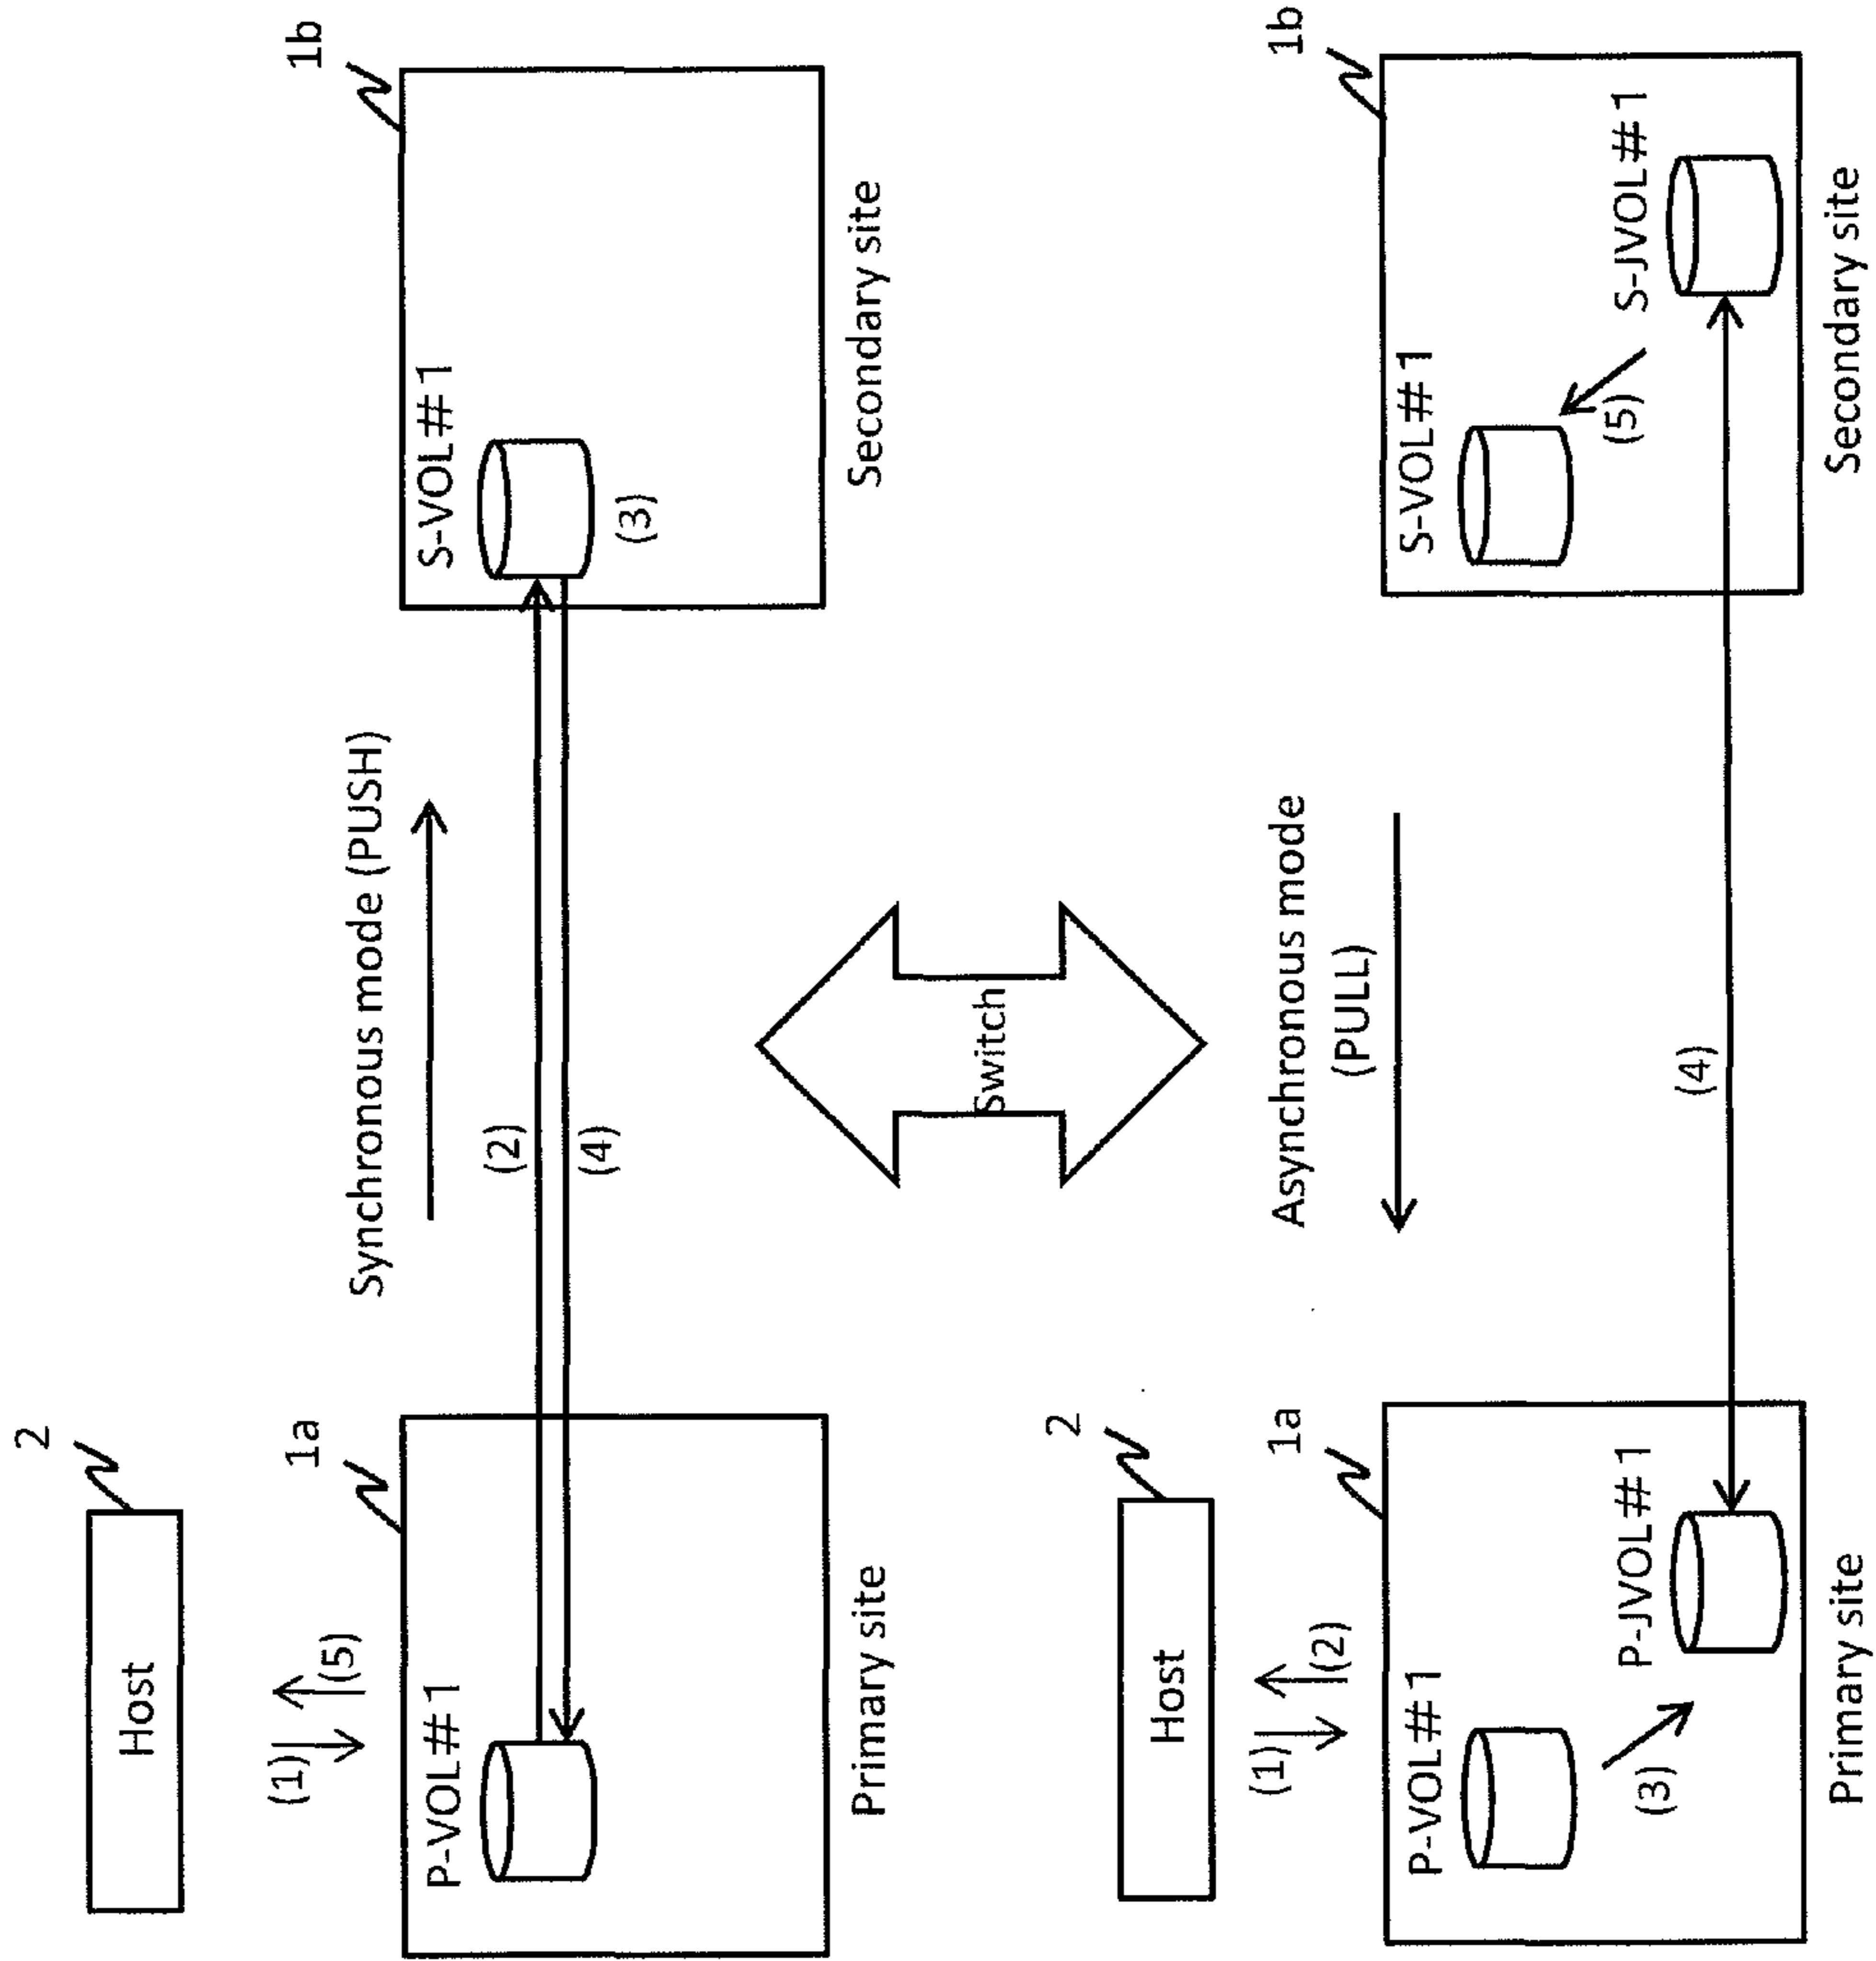 2
Host
(1)
(5)
1a
P-VOL#1
Primary site
Synchronous mode (PUSH)
(2)
(4)
1b
S-VOL#1
(3)
Secondary site
Switch
2
Host
(1)
(2)
1a
P-VOL#1
(3)
P-JVOL#1
Primary site
Asynchronous mode
(PULL)
(4)
1b
S-VOL#1
(5)
S-JVOL#1
Secondary site